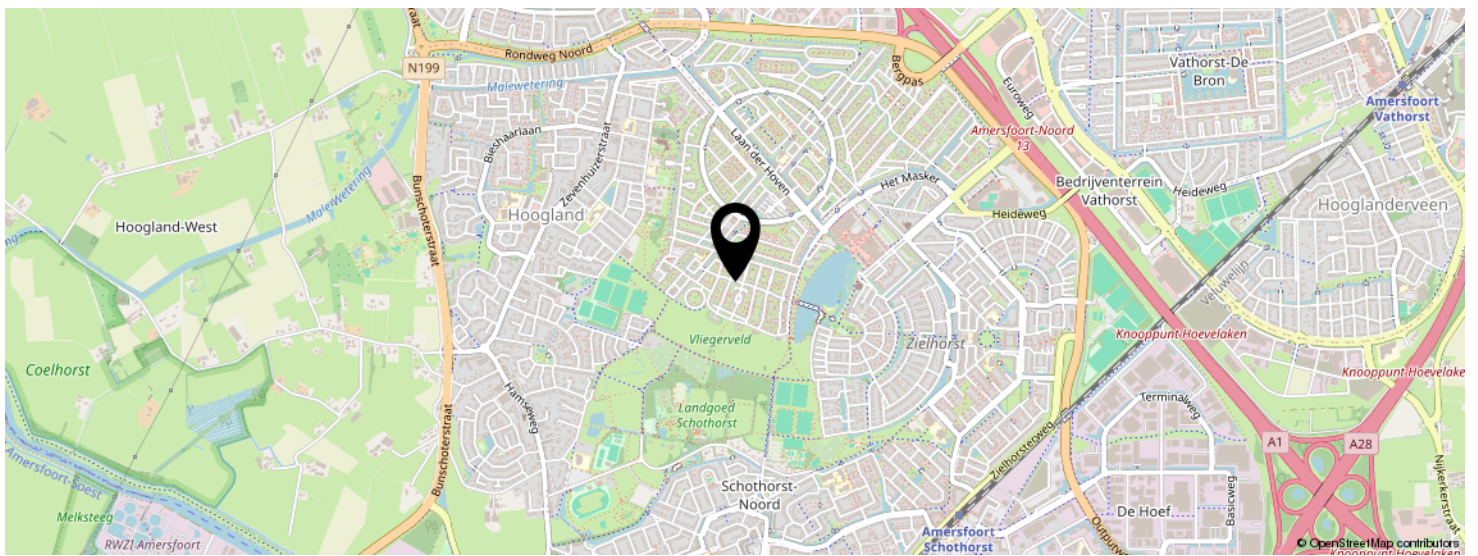 Rondweg Noord
N199
Malewetering
Bergpas
Euroweg
Vathorst-De
Bron
Amersfoort
Vathorst
Amersfoort-Noord
13
Bieshaarlaan
Zevenhuizerstraat
Laan der Hoven
Het Masker
Heideweg
Bedrijventerrein
Vathorst
Heideweg
Hooglanderveen
Hoogland-West
Malewetering
Bunschoterstraat
Hoogland
Veluwelijn
Coelhorst
Vliegerveld
Zielhorst
Knooppunt Hoevelaken
Knooppunt Hoevelaken
Hamseweg
Landgoed
Schothorst
Terminalweg
Bunschoterstraat
Zielhorsterweg
A1
A28
Amersfoort-Soest
Melksteeg
RWZI Amersfoort
Schothorst-
Noord
Amersfoort
Schothorst
De Hoef
Basicweg
Nijkerkerstraat
© OpenStreetMap contributors